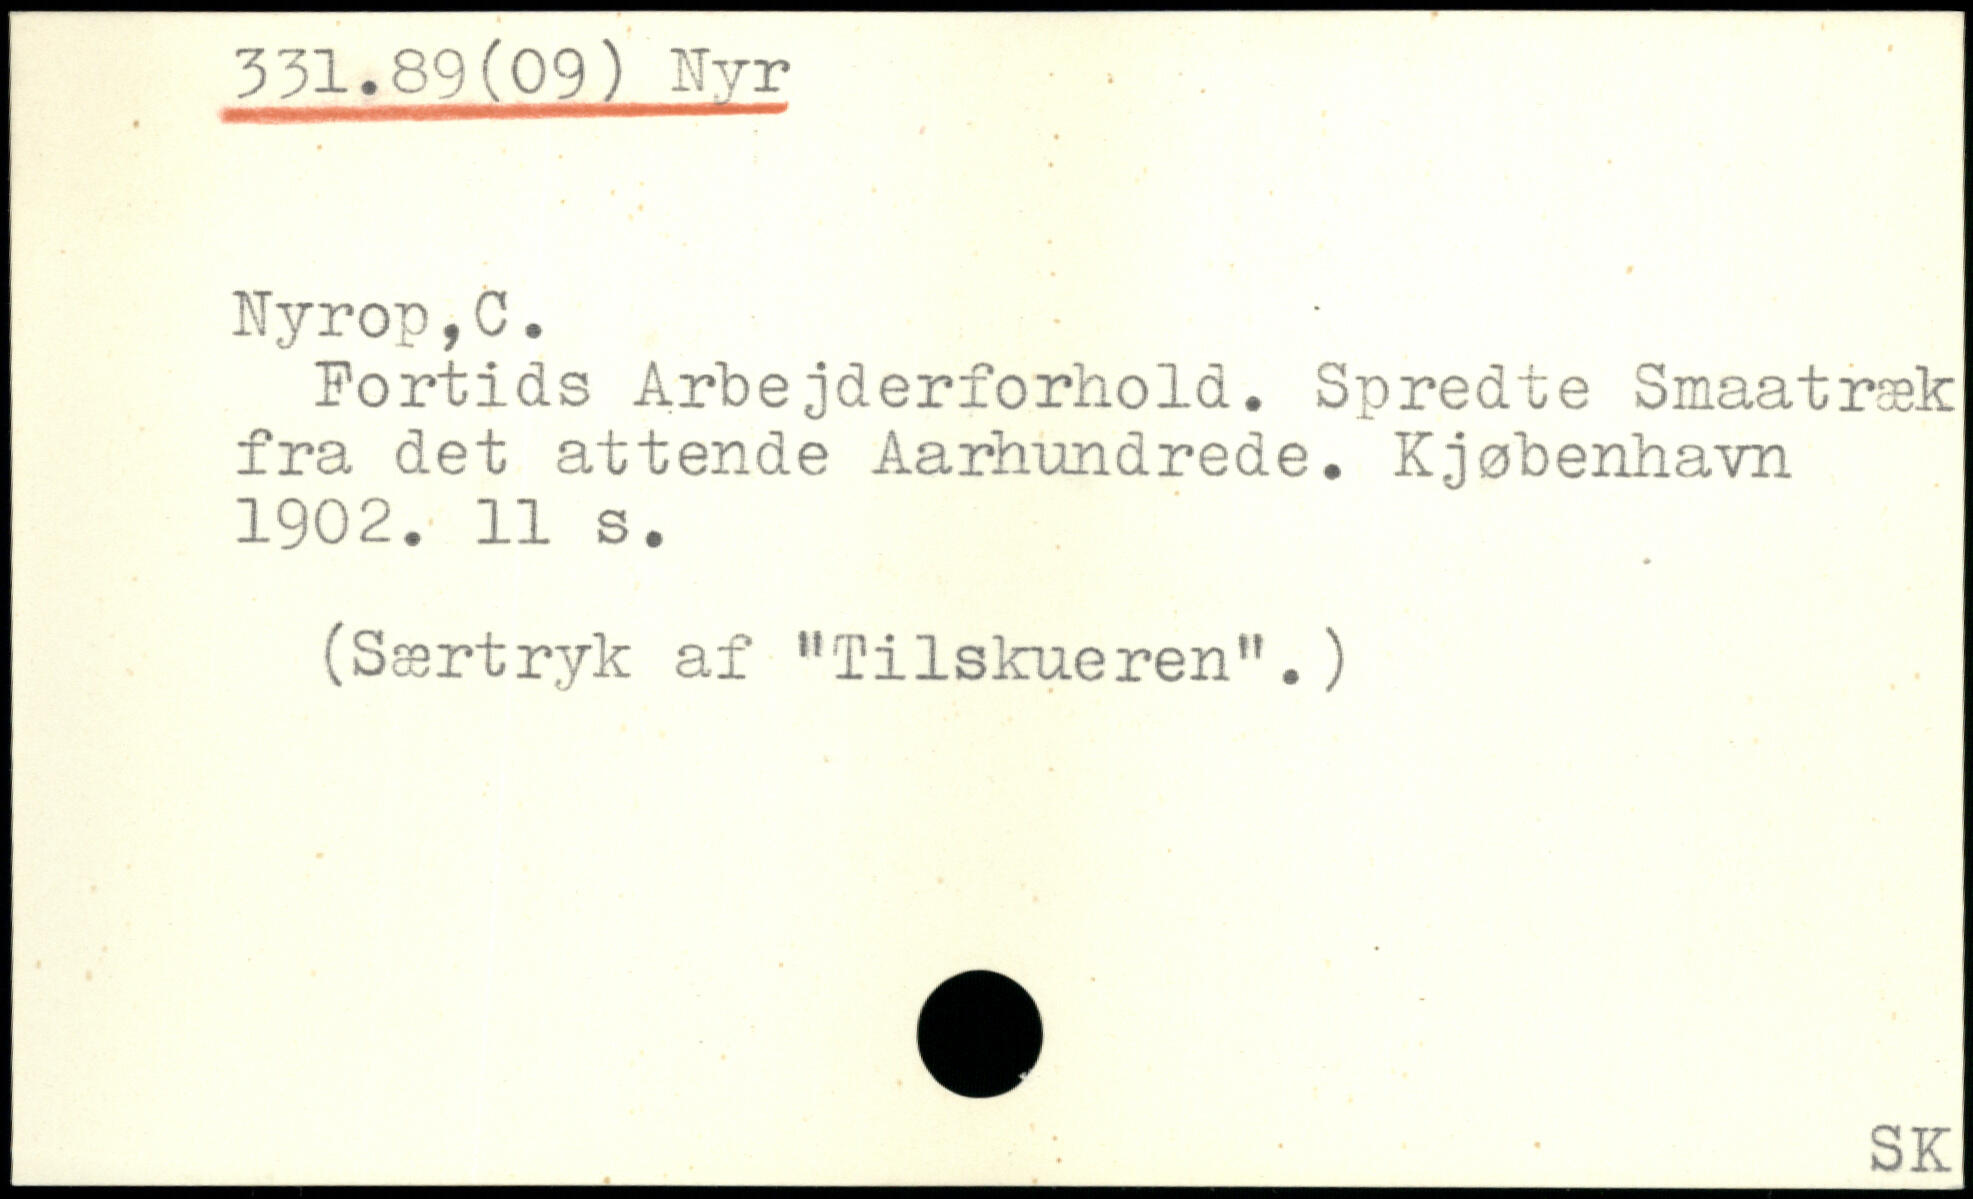 331.89(09) Nyr
Nyrop,C.
Fortids Arbejderforhold. Spredte Smaatræk
fra det attende Aarhundrede. Kjøbenhavn
1902. 11 s.
(Særtryk af "Tilskueren".)
SK